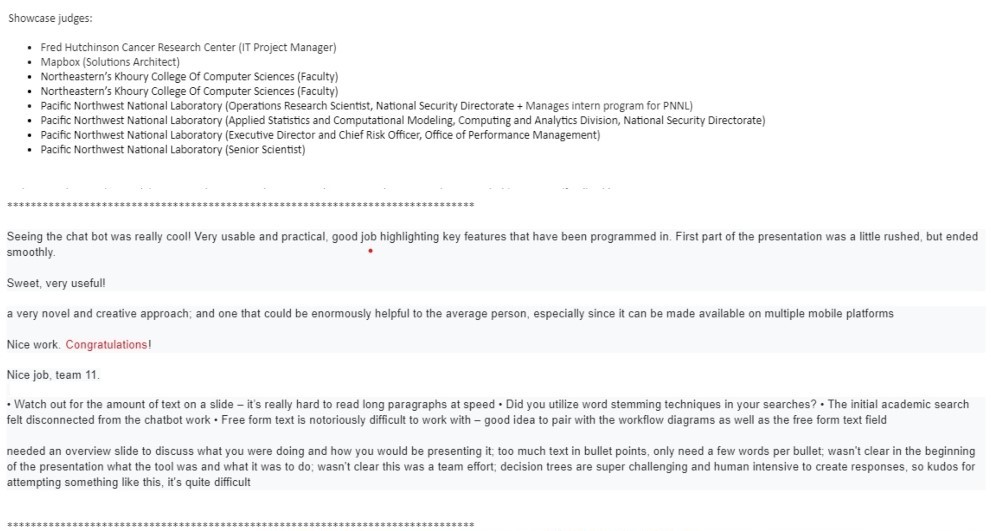 Showcase judges:
• Fred Hutchinson Cancer Research Center (IT Project Manager)
• Mapbox (Solutions Architect)
• Northeastern's Khoury College Of Computer Sciences (Faculty)
• Northeastern's Khoury College Of Computer Sciences (Faculty)
• Pacific Northwest National Laboratory (Operations Research Scientist, National Security Directorate + Manages intern program for PNNL)
• Pacific Northwest National Laboratory (Applied Statistics and Computational Modeling, Computing and Analytics Division, National Security Directorate)
• Pacific Northwest National Laboratory (Executive Director and Chief Risk Officer, Office of Performance Management)
• Pacific Northwest National Laboratory (Senior Scientist)
********************************************************************************
Seeing the chat bot was really cool! Very usable and practical, good job highlighting key features that have been programmed in. First part of the presentation was a little rushed, but ended
smoothly.
Sweet, very useful!
a very novel and creative approach; and one that could be enormously helpful to the average person, especially since it can be made available on multiple mobile platforms
Nice work. Congratulations!
Nice job, team 11.
• Watch out for the amount of text on a slide – it's really hard to read long paragraphs at speed • Did you utilize word stemming techniques in your searches? • The initial academic search
felt disconnected from the chatbot work • Free form text is notoriously difficult to work with – good idea to pair with the workflow diagrams as well as the free form text field
needed an overview slide to discuss what you were doing and how you would be presenting it; too much text in bullet points, only need a few words per bullet; wasn't clear in the beginning
of the presentation what the tool was and what it was to do; wasn't clear this was a team effort; decision trees are super challenging and human intensive to create responses, so kudos for
attempting something like this, it's quite difficult
********************************************************************************